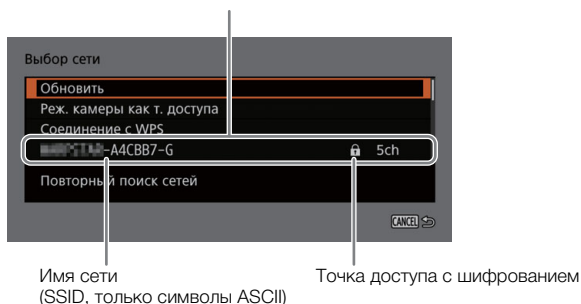 Выбор сети
Обновить
Реж. камеры как т. доступа
Соединение с WPS
-A4CBB7-G 5ch
Повторный поиск сетей
CANCEL
Имя сети
(SSID, только символы ASCII)
Точка доступа с шифрованием